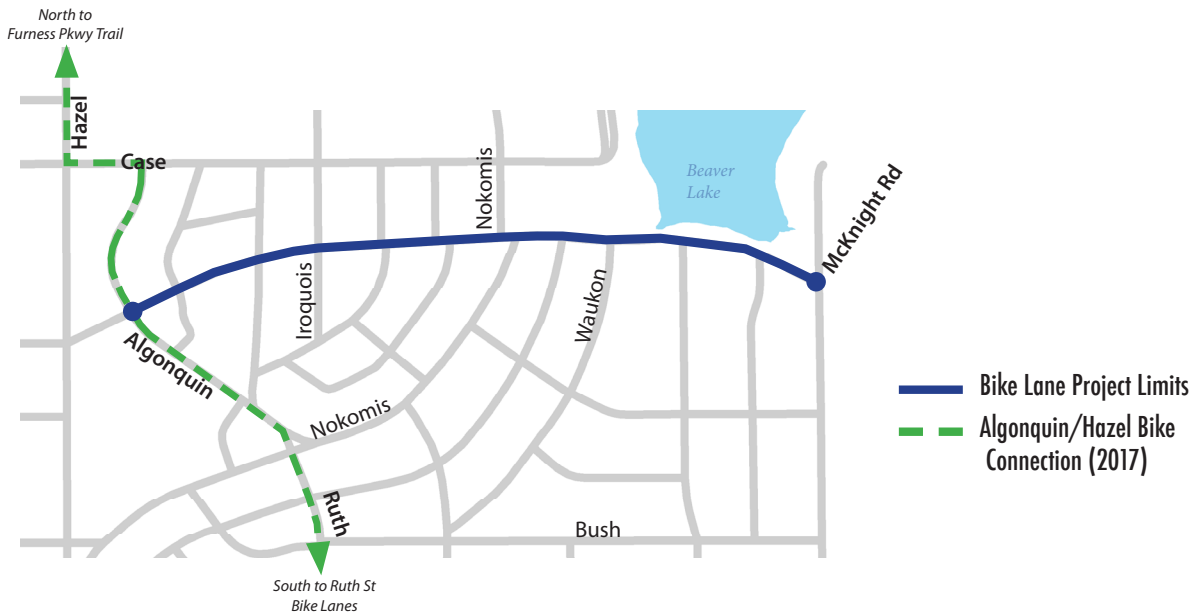 North to
Furness Pkwy Trail
Hazel
Case
Nokomis
Beaver
Lake
McKnight Rd
Iroquois
Waukon
Algonquin
Nokomis
Bike Lane Project Limits
Algonquin/Hazel Bike
Connection (2017)
Ruth
Bush
South to Ruth St
Bike Lanes